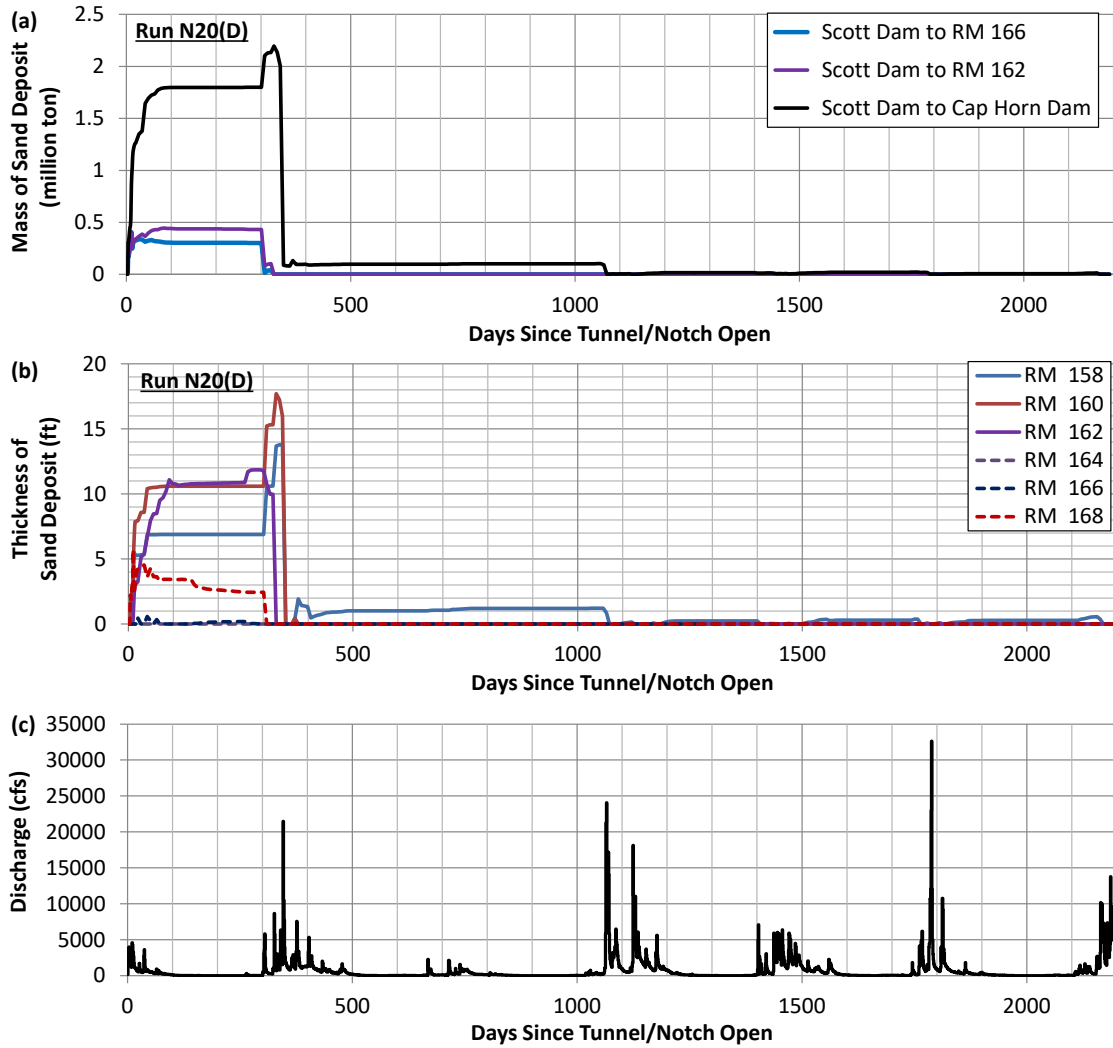 (a)
Run N20(D)
Scott Dam to RM 166
Scott Dam to RM 162
Scott Dam to Cap Horn Dam
Mass of Sand Deposit
(million ton)
2.5
2
1.5
1
0.5
0
0 500 1000 1500 2000
Days Since Tunnel/Notch Open
(b)
Run N20(D)
RM 158
RM 160
RM 162
RM 164
RM 166
RM 168
Thickness of
Sand Deposit (ft)
20
15
10
5
0
0 500 1000 1500 2000
Days Since Tunnel/Notch Open
(c)
Discharge (cfs)
35000
30000
25000
20000
15000
10000
5000
0
0 500 1000 1500 2000
Days Since Tunnel/Notch Open